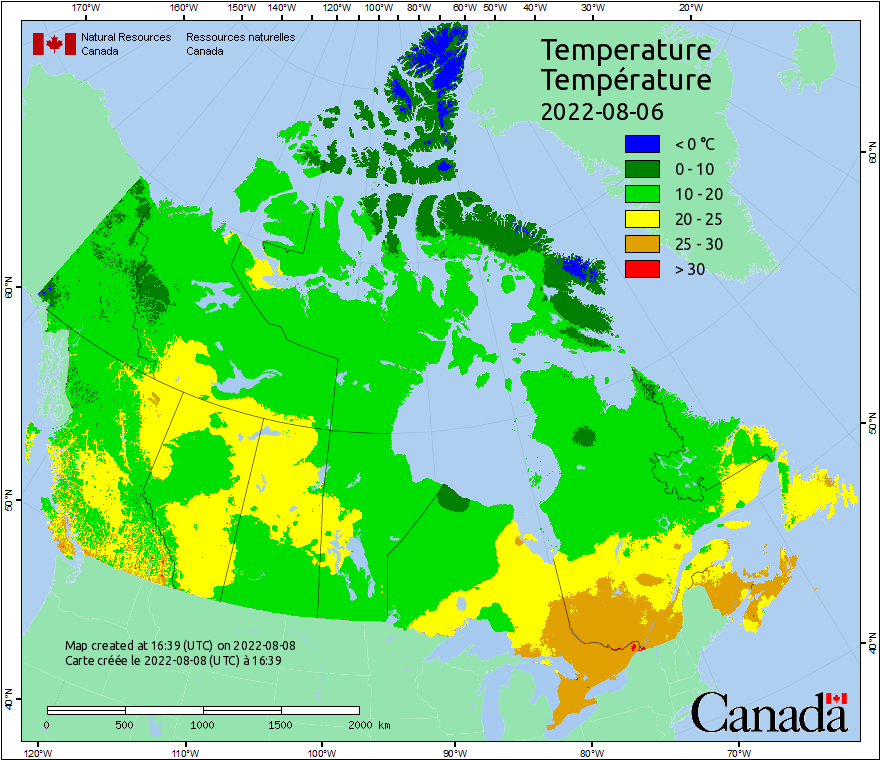 170°W 160°W 150°W 140°W 130°W 120°W 110°W 100°W 80°W 60°W 50°W 40°W 30°W 20°W
Natural Resources Canada
Ressources naturelles Canada
Temperature
Température
2022-08-06
< 0 °C
0 - 10
10 - 20
20 - 25
25 - 30
> 30
60°N
50°N
40°N
60°N
50°N
40°N
Map created at 16:39 (UTC) on 2022-08-08
Carte créée le 2022-08-08 (UTC) à 16:39
0 500 1000 1500 2000 km
Canada
120°W 110°W 100°W 90°W 80°W 70°W